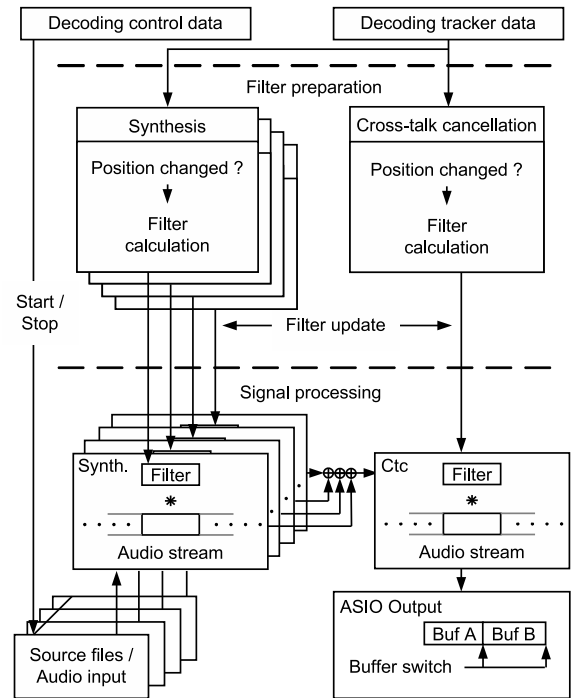 Decoding control data
Decoding tracker data
Filter preparation
Synthesis
Position changed ?
Filter
calculation
Cross-talk cancellation
Position changed ?
Filter
calculation
Start /
Stop
Filter update
Signal processing
Synth.
Filter
*
Audio stream
Ctc
Filter
*
Audio stream
Source files /
Audio input
ASIO Output
Buf A
Buf B
Buffer switch